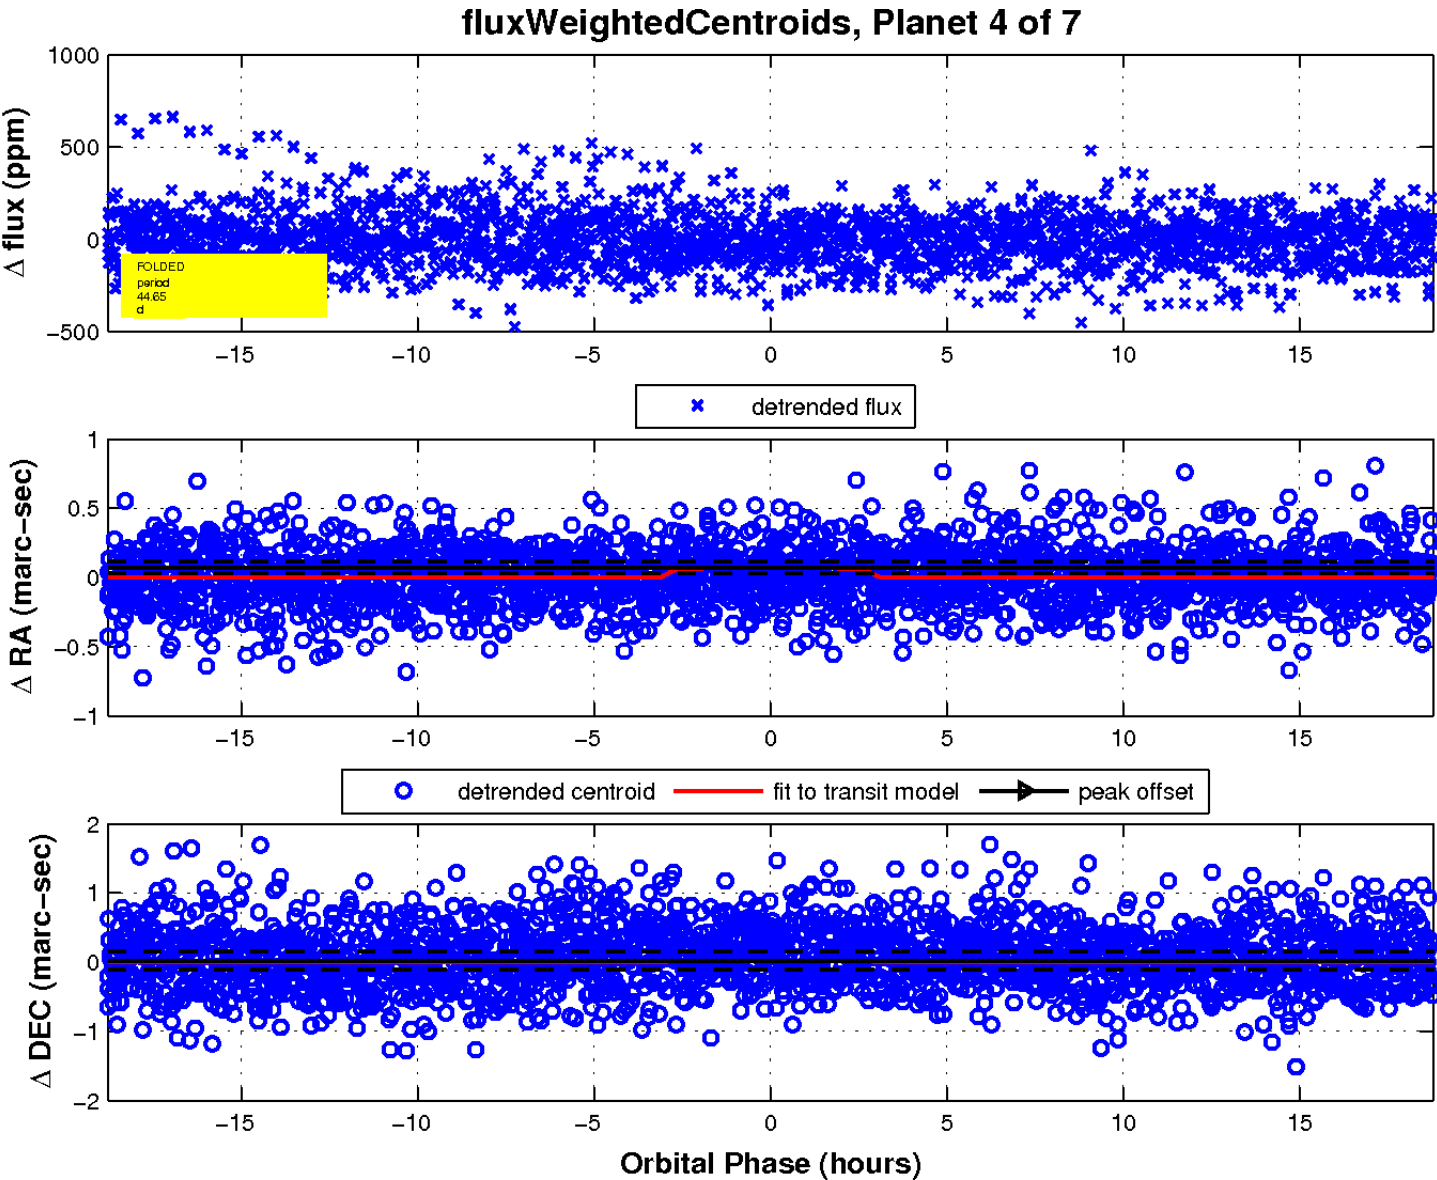 fluxWeightedCentroids, Planet 4 of 7
Δ flux (ppm)
1000
500
0
−500
FOLDED
period
44.65
d
−15 −10 −5 0 5 10 15
detrended flux
Δ RA (marc−sec)
1
0.5
0
−0.5
−1
−15 −10 −5 0 5 10 15
detrended centroid fit to transit model peak offset
Δ DEC (marc−sec)
2
1
0
−1
−2
−15 −10 −5 0 5 10 15
Orbital Phase (hours)